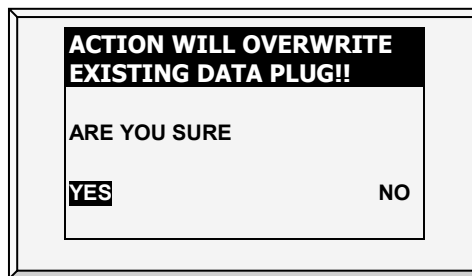 ACTION WILL OVERWRITE
EXISTING DATA PLUG!!
ARE YOU SURE
YES NO